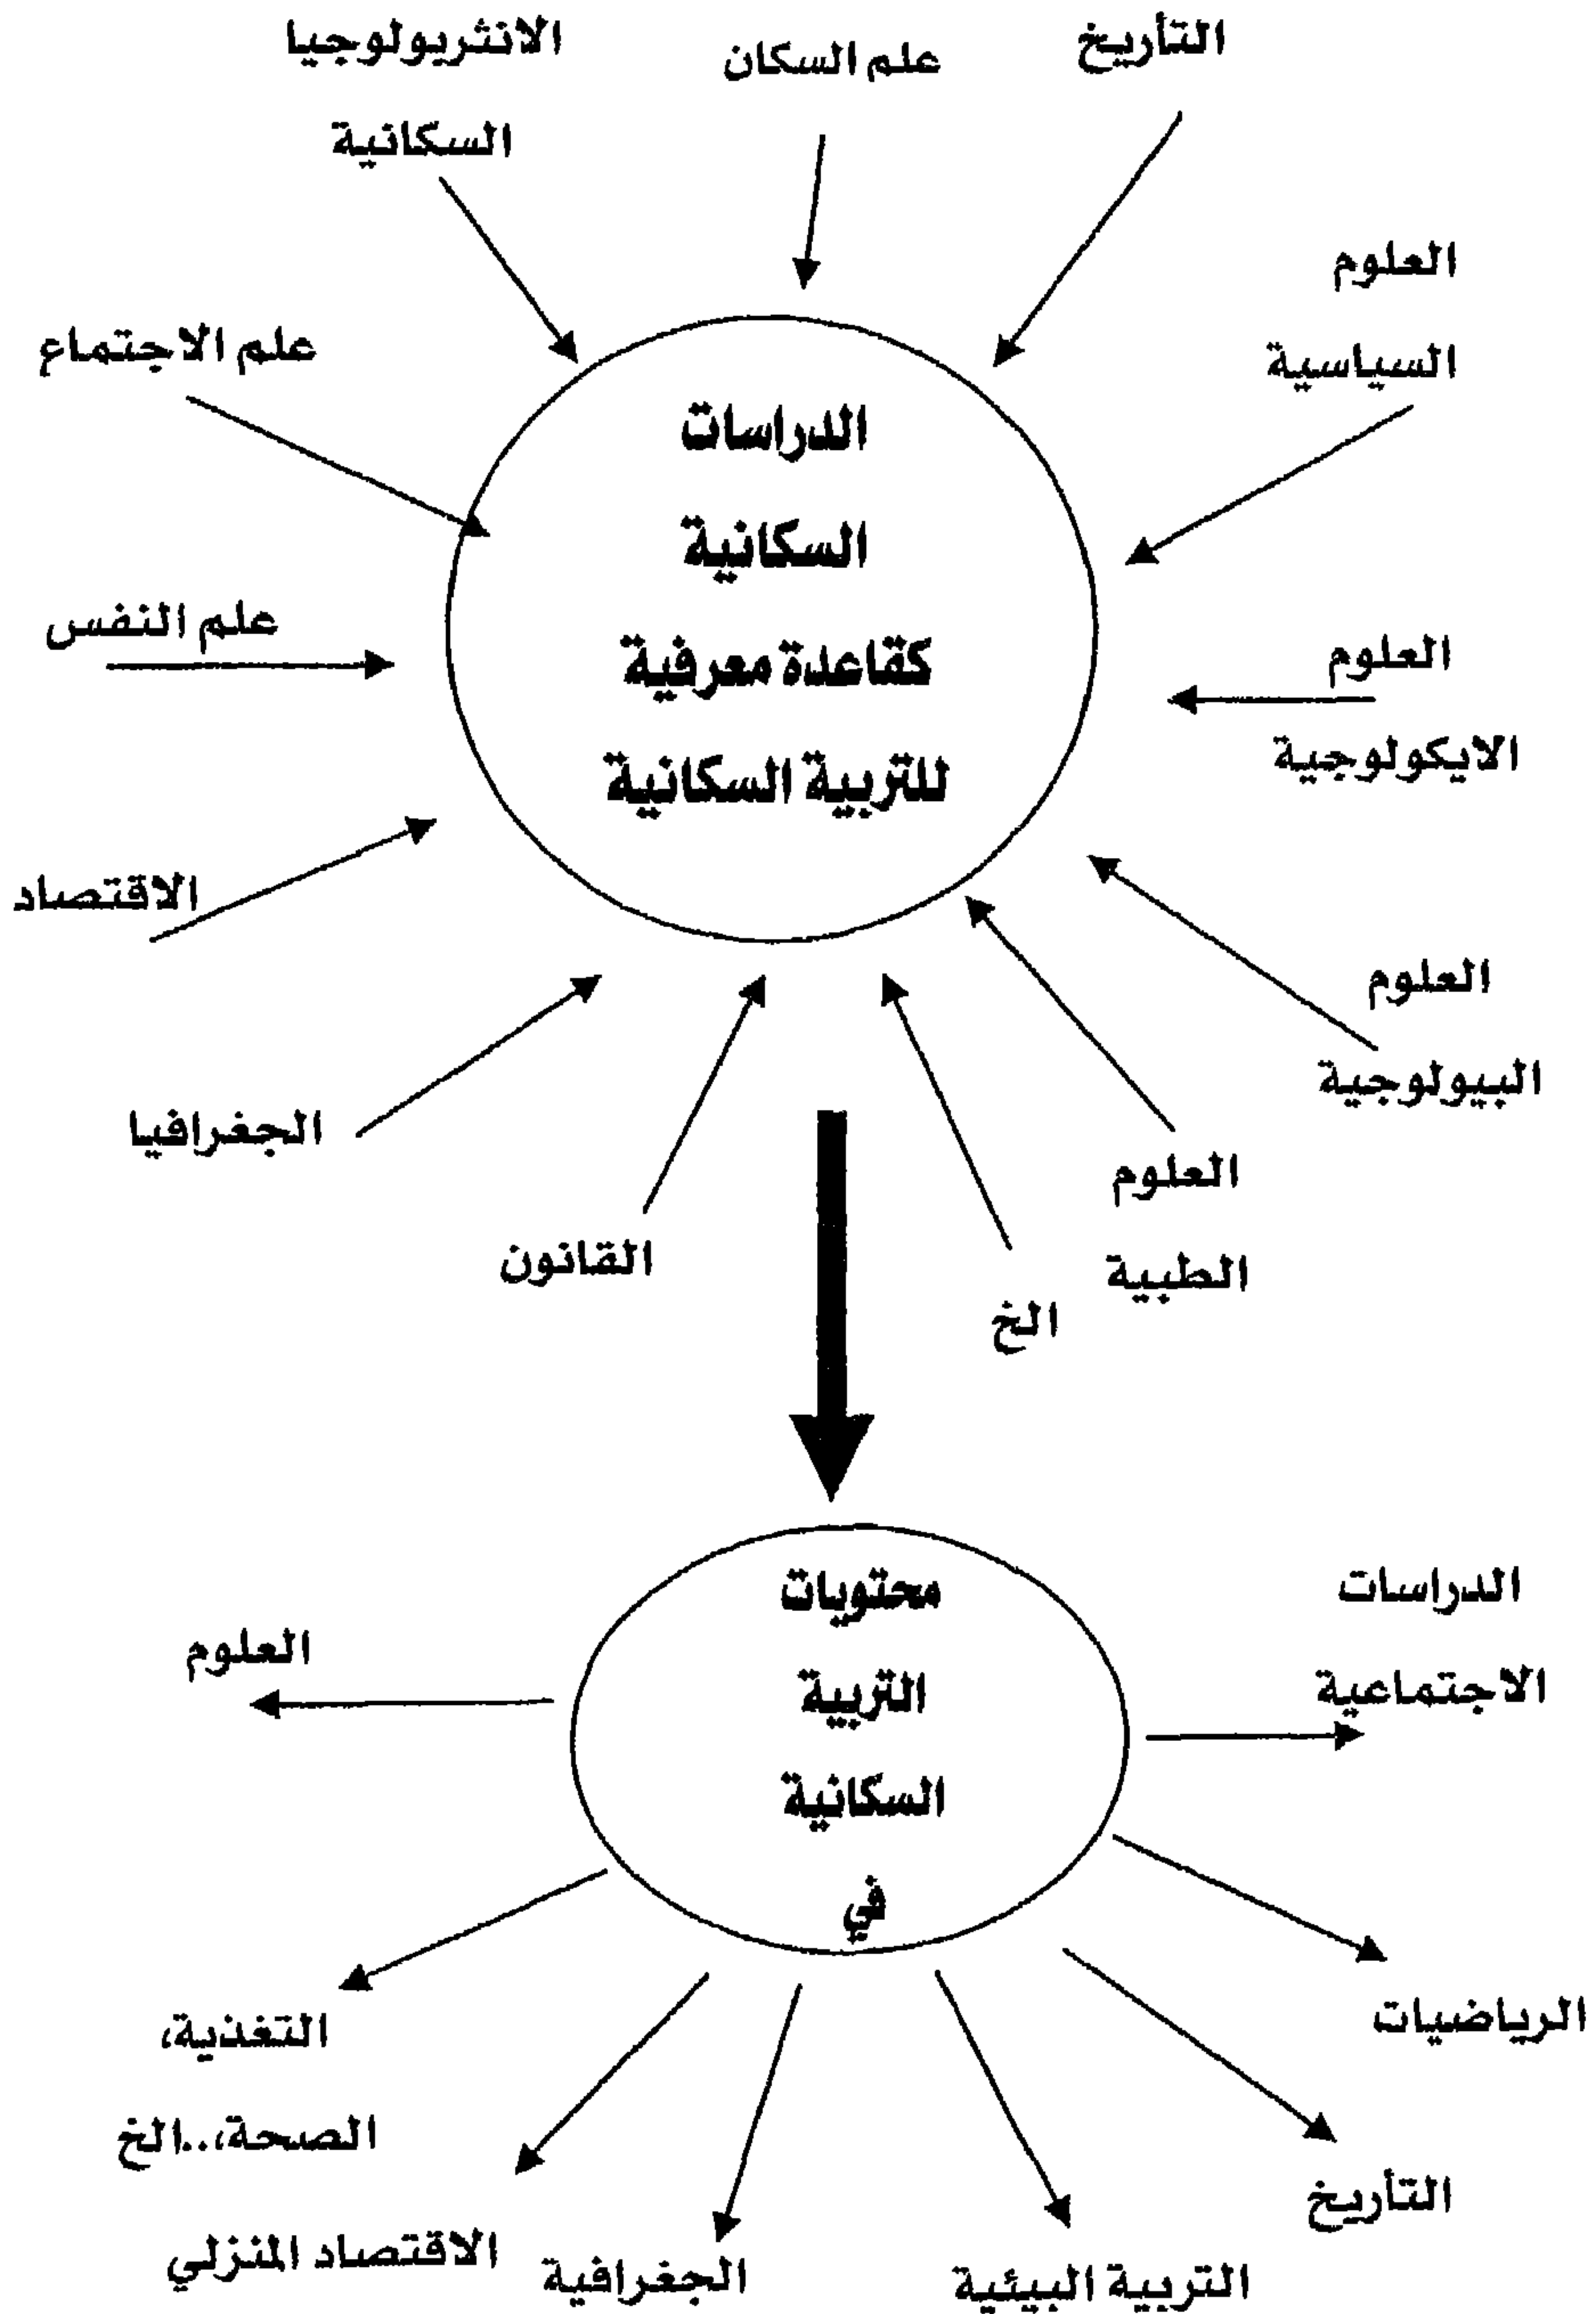 التأريخ
علم السكان
الانثربولوجيا
السكانية
العلوم
السياسية
علم الاجتماع
الدراسات
السكانية
كقاعدة معرفية
للتربية السكانية
علم النفس
العلوم
الايكولوجية
الاقتصاد
العلوم
البيولوجية
الجغرافيا
العلوم
الطبية
القانون
الخ
محتويات
التربية
السكانية
في
الدراسات
الاجتماعية
العلوم
الرياضيات
التغذية،
الصحة،..الخ
التأريخ
الاقتصاد المنزلي
الجغرافية
التربية البيئية